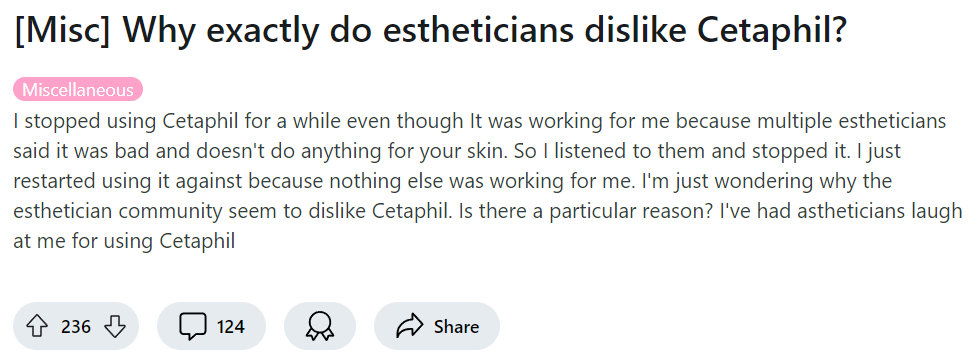 [Misc] Why exactly do estheticians dislike Cetaphil?
Miscellaneous
I stopped using Cetaphil for a while even though It was working for me because multiple estheticians
said it was bad and doesn't do anything for your skin. So I listened to them and stopped it. I just
restarted using it against because nothing else was working for me. I'm just wondering why the
esthetician community seem to dislike Cetaphil. Is there a particular reason? I've had astheticians laugh
at me for using Cetaphil
236
124
Share